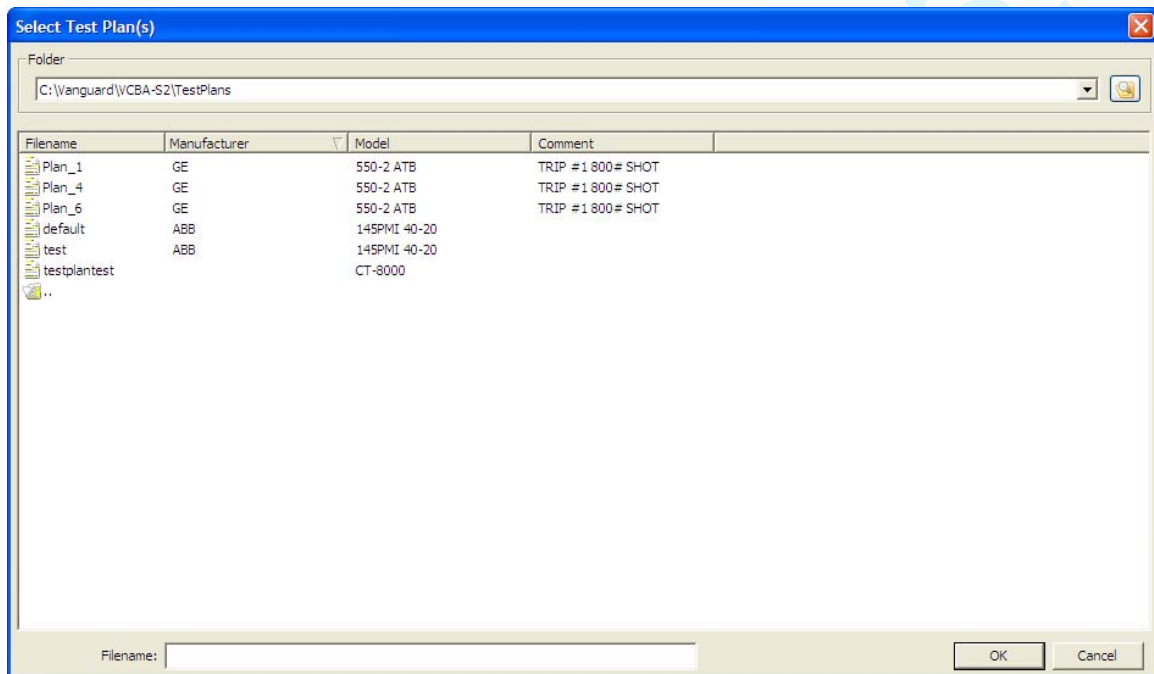 Select Test Plan(s)
Folder
C:\Vanguard\VCBA-S2\TestPlans
Filename Manufacturer Model Comment
Plan_1 GE 550-2 ATB TRIP #1 800# SHOT
Plan_4 GE 550-2 ATB TRIP #1 800# SHOT
Plan_6 GE 550-2 ATB TRIP #1 800# SHOT
default ABB 145PMI 40-20
test ABB 145PMI 40-20
testplantest CT-8000
..
Filename: OK Cancel